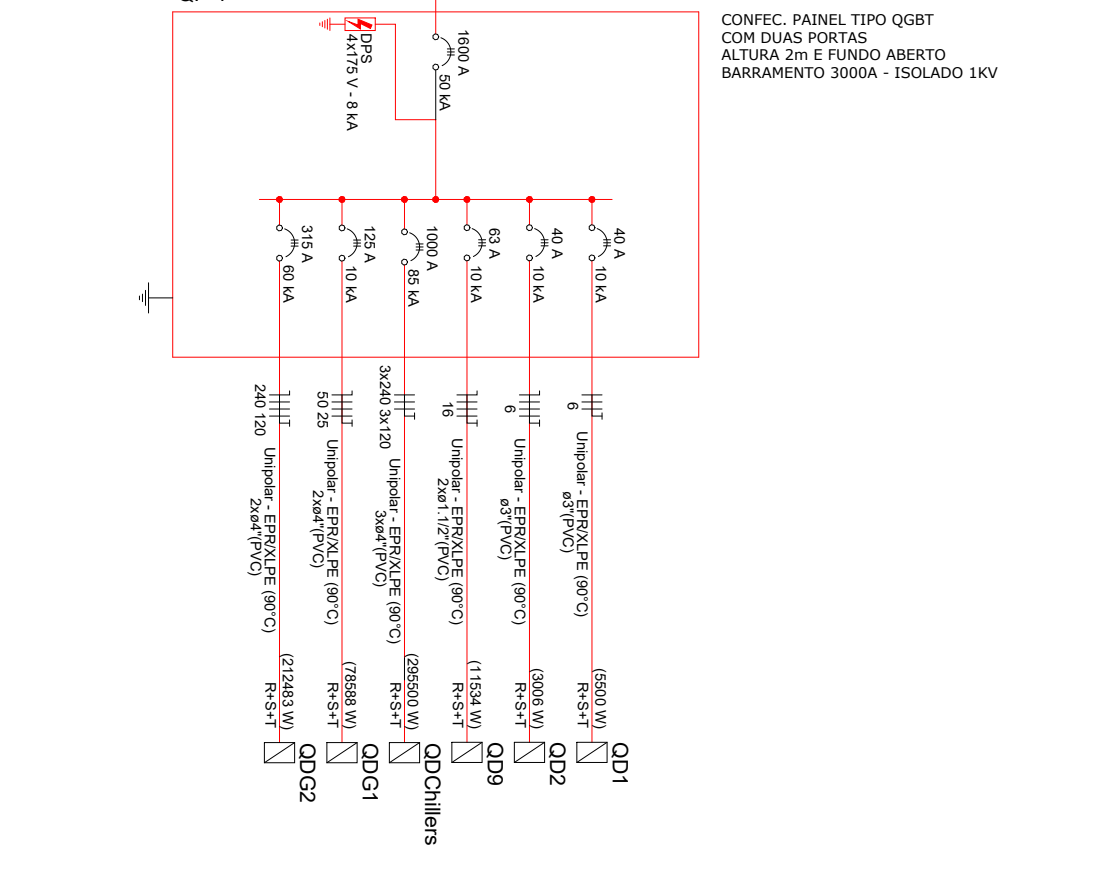 CONFEC. PAINEL TIPO QGBT
COM DUAS PORTAS
ALTURA 2m E FUNDO ABERTO
BARRAMENTO 3000A - ISOLADO 1KV
1600 A
50 kA
DPS
4x175 V - 8 kA
315 A
60 kA
125 A
10 kA
1000 A
85 kA
63 A
10 kA
40 A
10 kA
40 A
10 kA
240 120
Unipolar - EPR/XLPE (90°C)
2xø4"(PVC)
(212483 W)
R+S+T
QDG2
50 25
Unipolar - EPR/XLPE (90°C)
2xø4"(PVC)
(78588 W)
R+S+T
QDG1
3x240 3x120
Unipolar - EPR/XLPE (90°C)
3xø4"(PVC)
(295500 W)
R+S+T
QDChillers
16
Unipolar - EPR/XLPE (90°C)
2xø1.1/2"(PVC)
(11534 W)
R+S+T
QD9
6
Unipolar - EPR/XLPE (90°C)
ø3"(PVC)
(3006 W)
R+S+T
QD2
6
Unipolar - EPR/XLPE (90°C)
ø3"(PVC)
(5500 W)
R+S+T
QD1